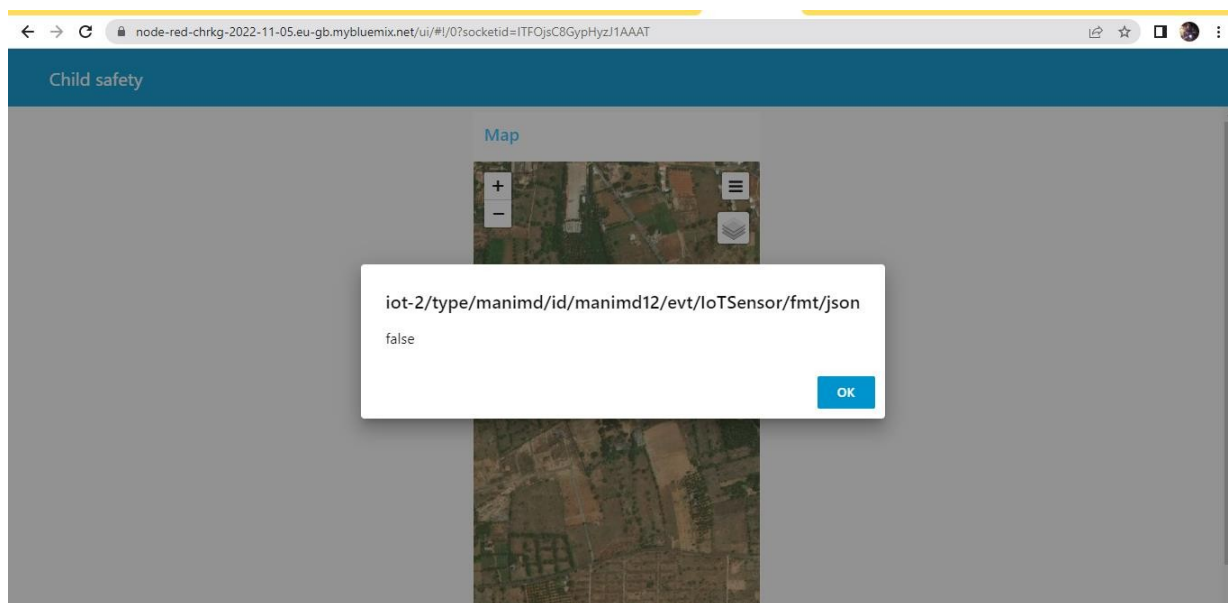 node-red-chrkg-2022-11-05.eu-gb.mybluemix.net/ui/#!/0?socketid=ITFOjsC8GypHyzJ1AAAT
Child safety
Map
+
−
iot-2/type/manimd/id/manimd12/evt/IoTSensor/fmt/json
false
OK